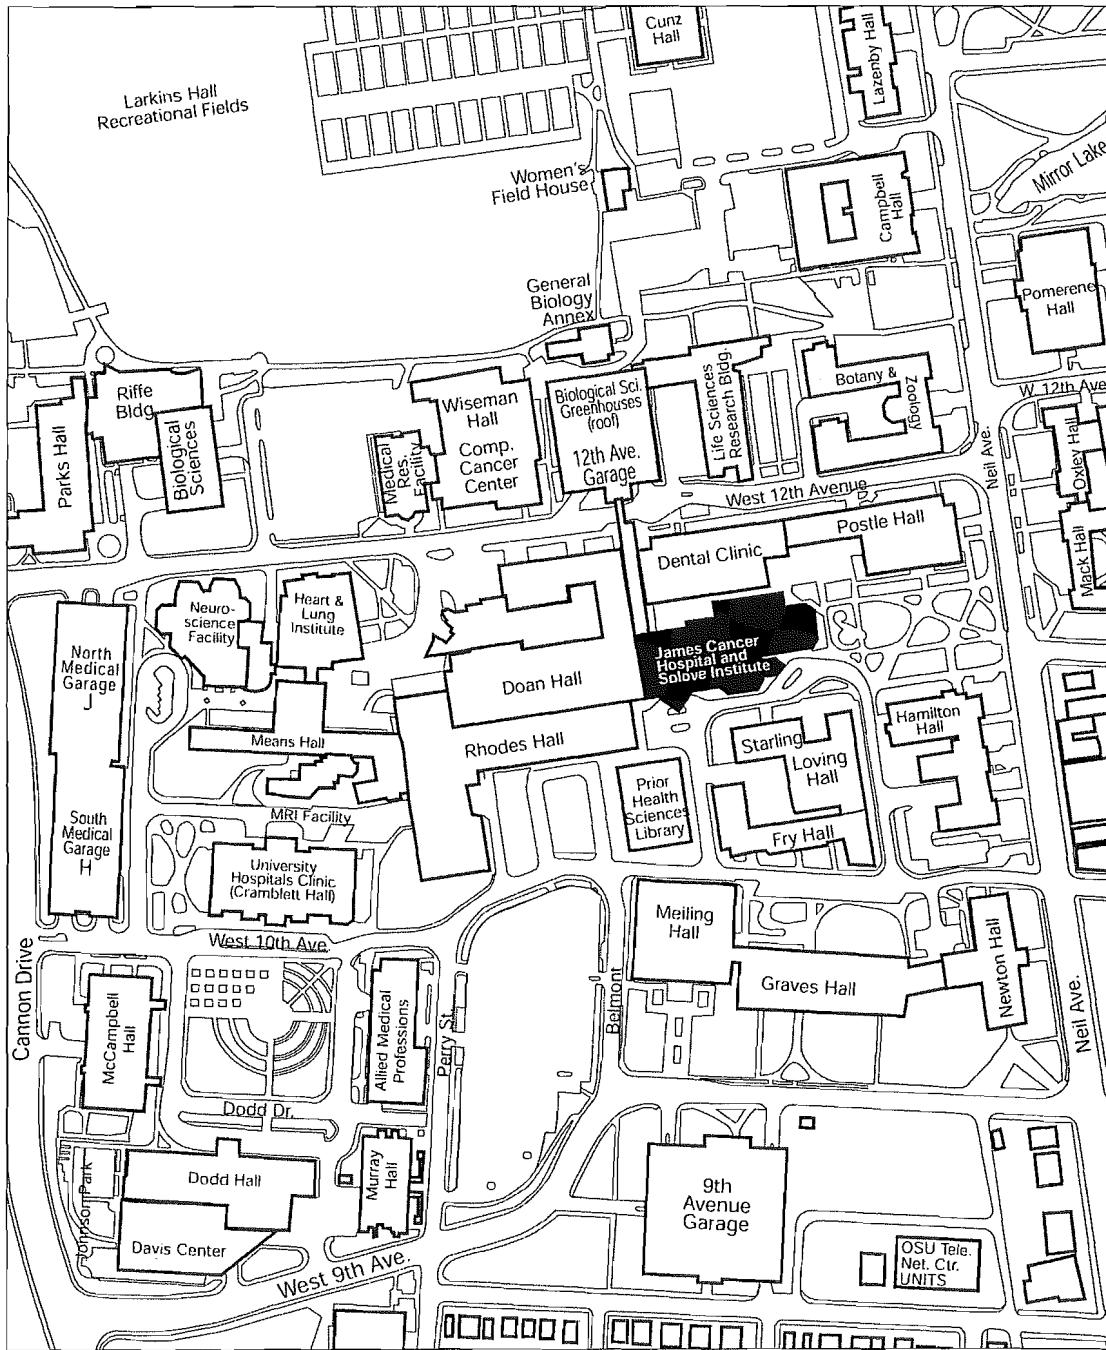 Cunz
Hall
Lazenby Hall
Larkins Hall
Recreational Fields
Women's
Field House
Mirror Lake
Campbell
Hall
General
Biology
Annex
Pomerene
Hall
Riffe
Bldg.
Parks Hall
Biological
Sciences
Wiseman
Hall
Comp.
Cancer
Center
Medical
Res.
Facility
Biological Sci.
Greenhouses
(roof)
12th Ave.
Garage
Life Sciences
Research Bldg.
Botany &
Zoology
W. 12th Ave
Neil Ave.
Oxley Hall
Mack Hall
West 12th Avenue
Postle Hall
Dental Clinic
Neuro-
science
Facility
Heart &
Lung
Institute
North
Medical
Garage
J
James Cancer
Hospital and
Solove Institute
Doan Hall
Rhodes Hall
Means Hall
MRI Facility
Starling
Loving
Hall
Hamilton
Hall
Prior
Health
Sciences
Library
Fry Hall
South
Medical
Garage
H
University
Hospitals Clinic
(Cramblett Hall)
West 10th Ave.
Meiling
Hall
Graves Hall
Newton Hall
Cannon Drive
McCampbell
Hall
Allied Medical
Professions
Perry St.
Belmont
Neil Ave.
Dodd Dr.
Dodd Hall
Murray
Hall
Johnson Park
Davis Center
West 9th Ave.
9th
Avenue
Garage
OSU Tele.
Net. Ctr.
UNITS